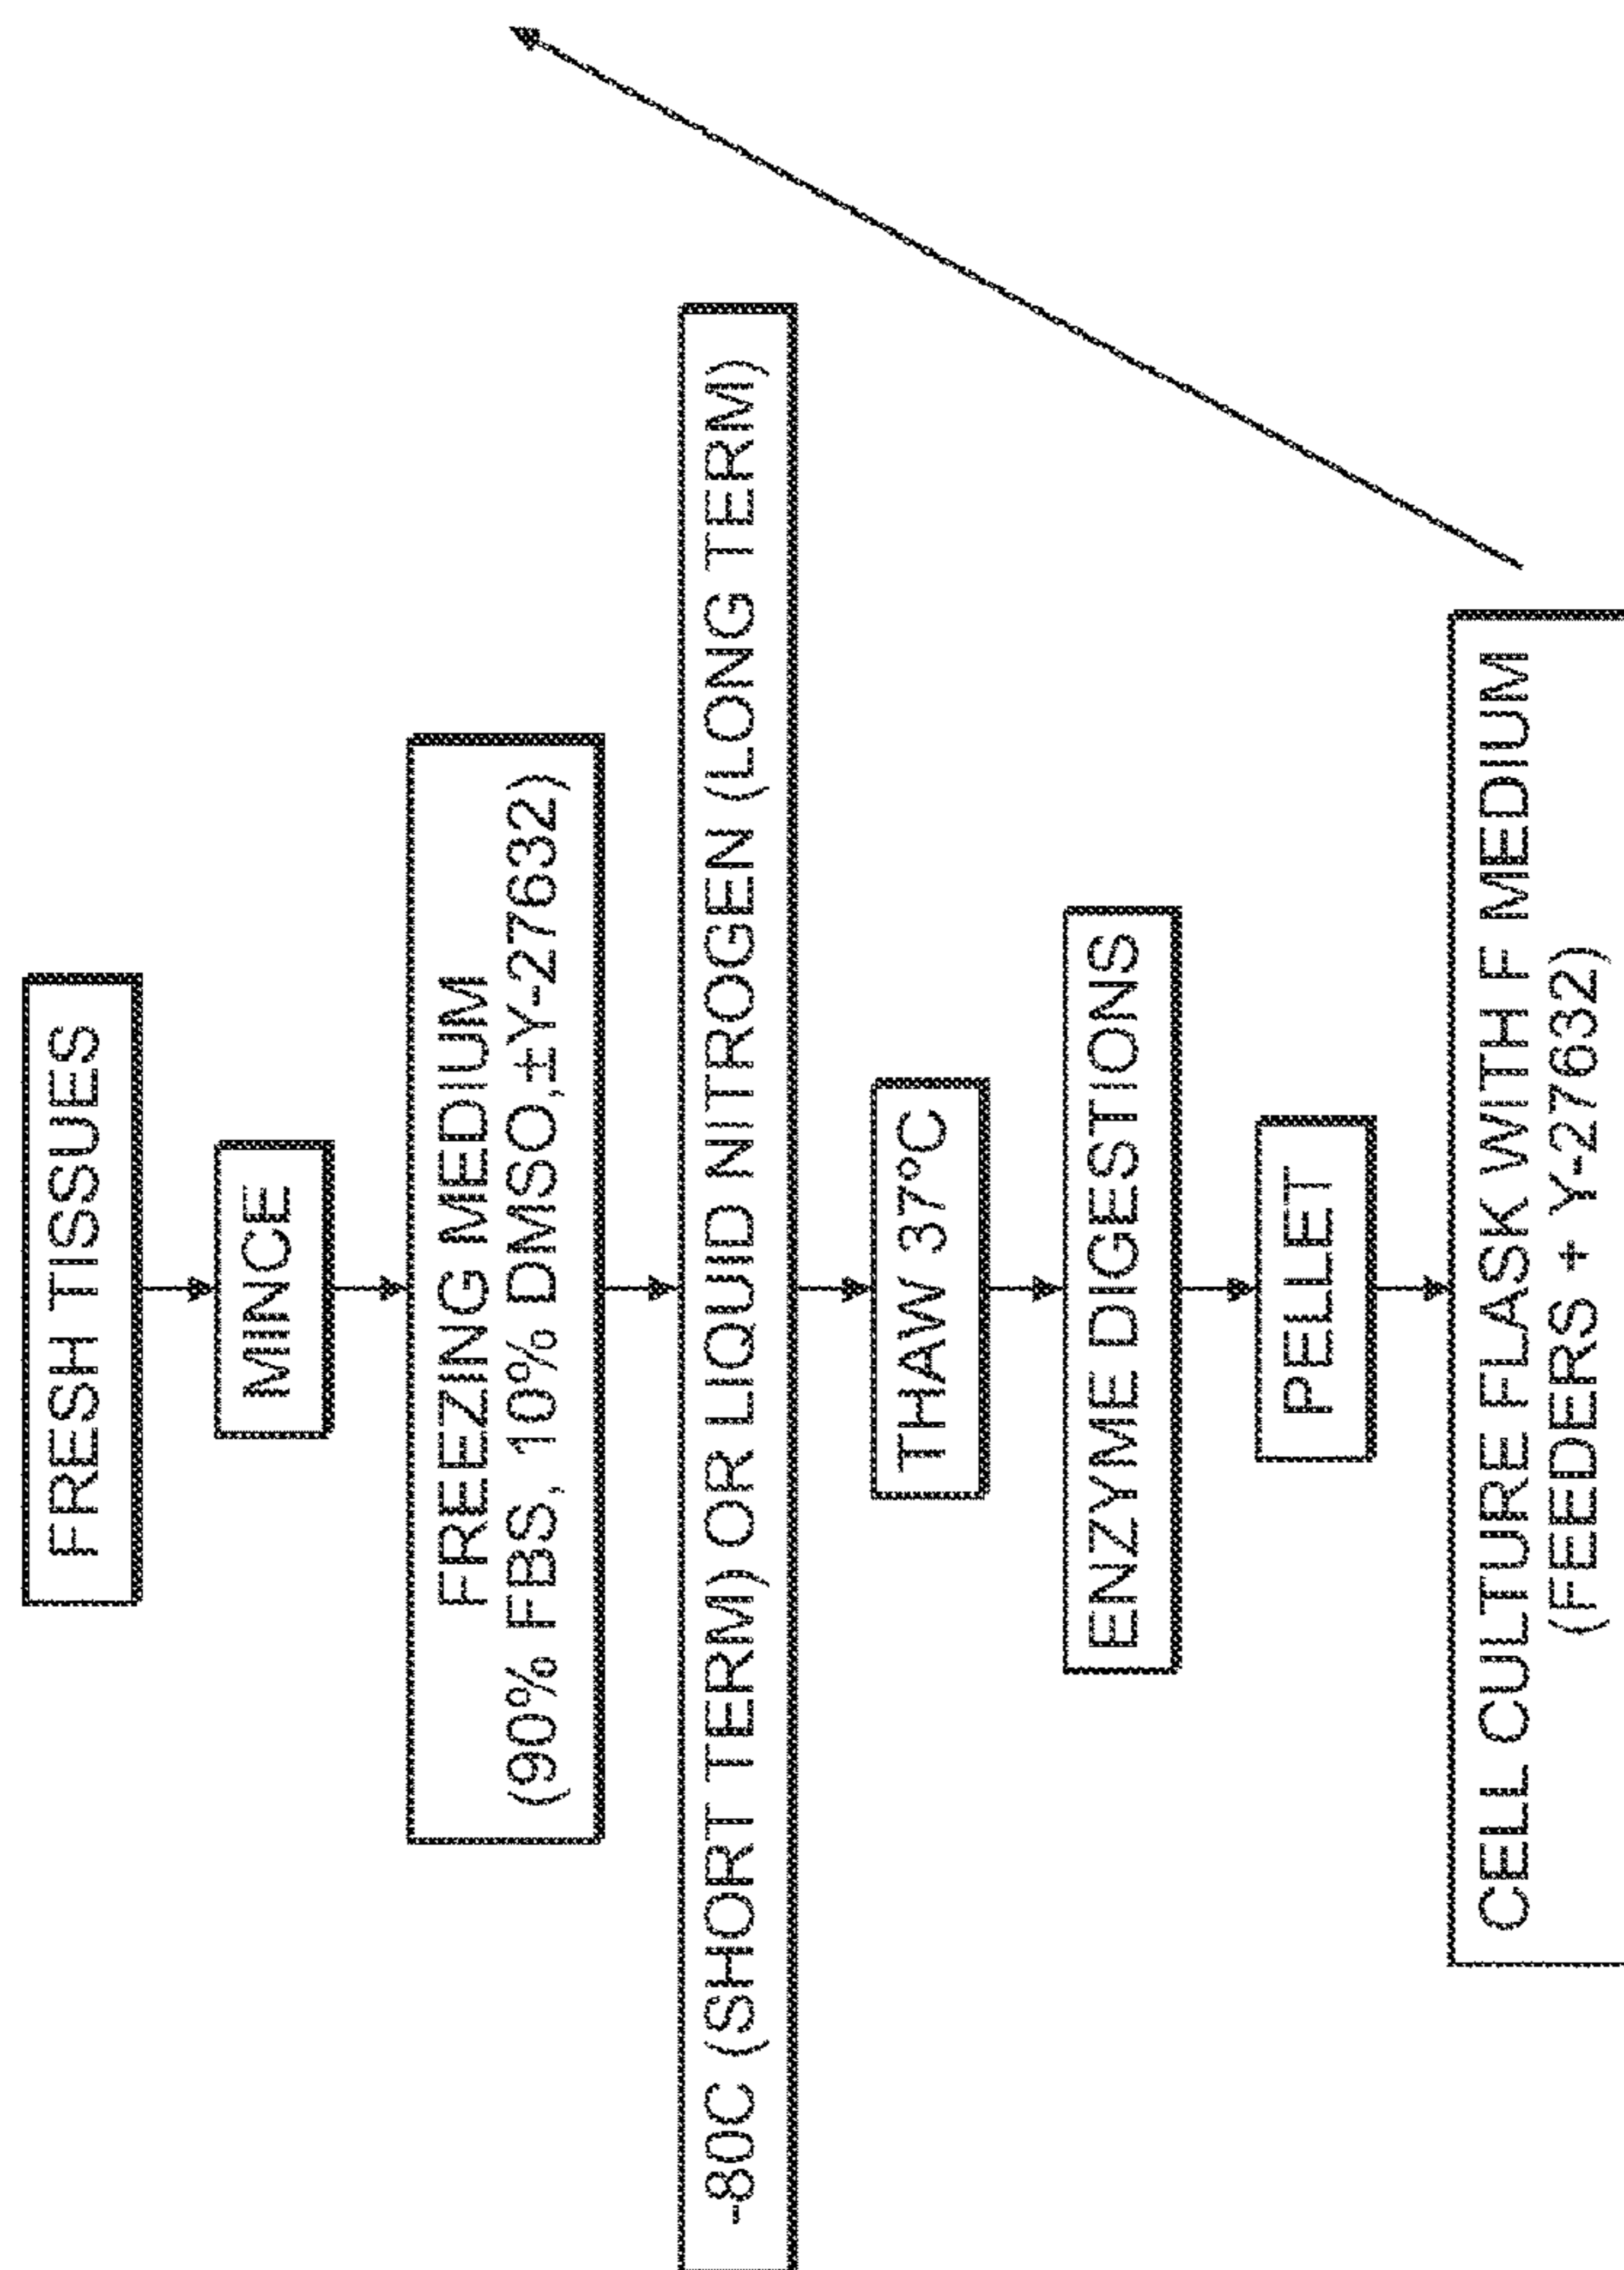 FRESH TISSUES
MINCE
FREEZING MEDIUM
(90% FBS, 10% DMSO,±Y-27632)
-80C (SHORT TERM) OR LIQUID NITROGEN (LONG TERM)
THAW 37ºC
ENZYME DIGESTIONS
PELLET
CELL CULTURE FLASK WITH F MEDIUM
(FEEDERS + Y-27632)